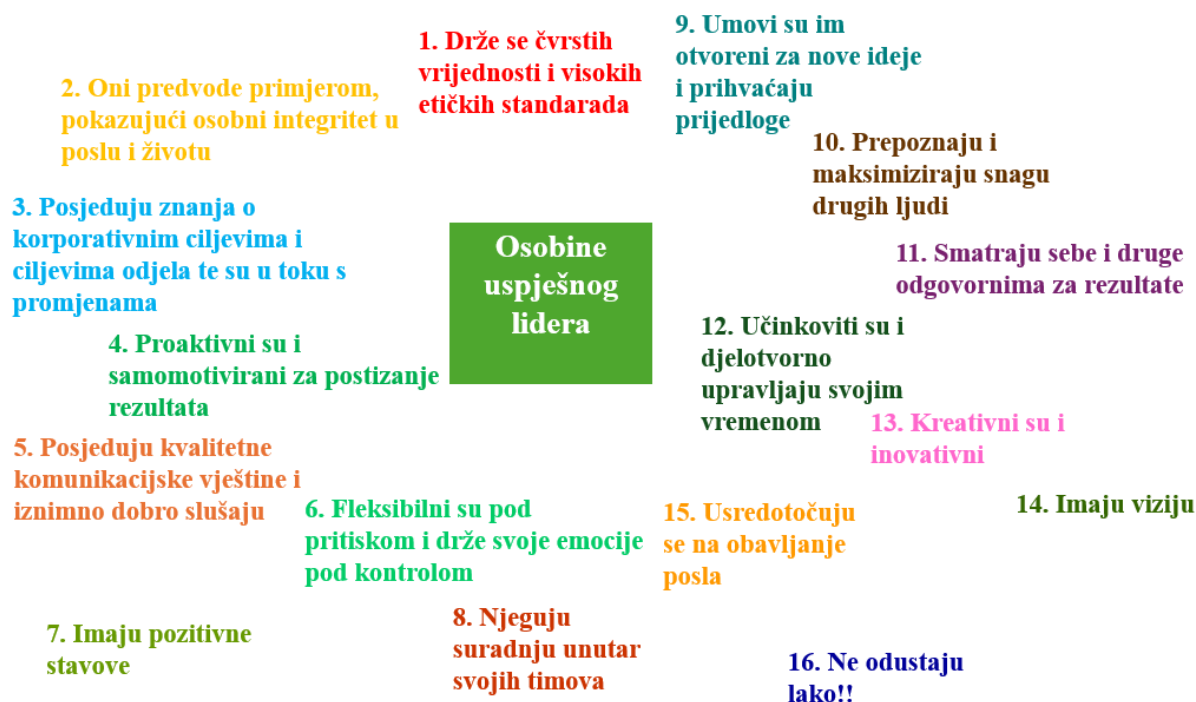 Osobine
uspješnog
lidera
1. Drže se čvrstih
vrijednosti i visokih
etičkih standarada
2. Oni predvode primjerom,
pokazujući osobni integritet u
poslu i životu
3. Posjeduju znanja o
korporativnim ciljevima i
ciljevima odjela te su u toku s
promjenama
4. Proaktivni su i
samomotivirani za postizanje
rezultata
5. Posjeduju kvalitetne
komunikacijske vještine i
iznimno dobro slušaju
6. Fleksibilni su pod
pritiskom i drže svoje emocije
pod kontrolom
7. Imaju pozitivne
stavove
8. Njeguju
suradnju unutar
svojih timova
9. Umovi su im
otvoreni za nove ideje
i prihvaćaju
prijedloge
10. Prepoznaju i
maksimiziraju snagu
drugih ljudi
11. Smatraju sebe i druge
odgovornima za rezultate
12. Učinkoviti su i
djelotvorno
upravljaju svojim
vremenom
13. Kreativni su i
inovativni
14. Imaju viziju
15. Usredotočuju
se na obavljanje
posla
16. Ne odustaju
lako!!